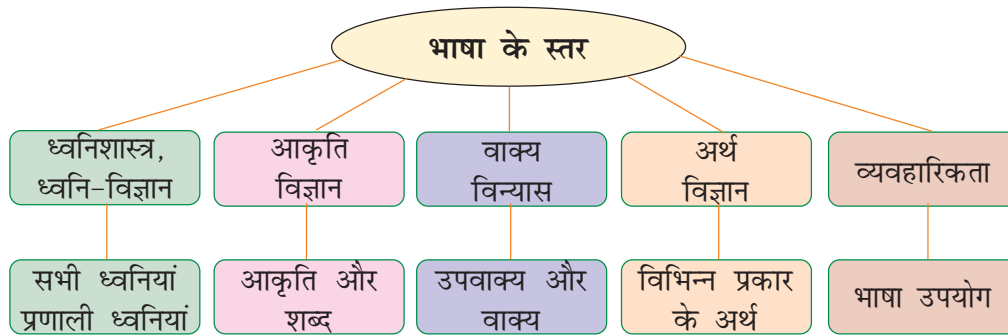 भाषा के स्तर
ध्वनिशास्त्र,
ध्वनि-विज्ञान
आकृति
विज्ञान
वाक्य
विन्यास
अर्थ
विज्ञान
व्यवहारिकता
सभी ध्वनियां
प्रणाली ध्वनियां
आकृति और
शब्द
उपवाक्य और
वाक्य
विभिन्न प्रकार
के अर्थ
भाषा उपयोग